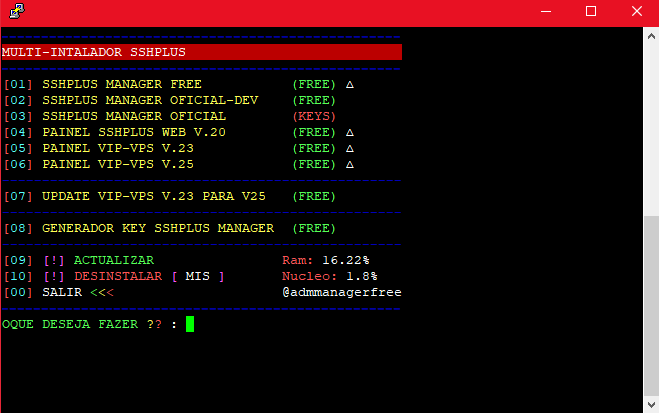 MULTI-INTALADOR SSHPLUS
[01] SSHPLUS MANAGER FREE (FREE) Δ
[02] SSHPLUS MANAGER OFICIAL-DEV (FREE)
[03] SSHPLUS MANAGER OFICIAL (KEYS)
[04] PAINEL SSHPLUS WEB V.20 (FREE) Δ
[05] PAINEL VIP-VPS V.23 (FREE) Δ
[06] PAINEL VIP-VPS V.25 (FREE) Δ
[07] UPDATE VIP-VPS V.23 PARA V25 (FREE)
[08] GENERADOR KEY SSHPLUS MANAGER (FREE)
[09] [!] ACTUALIZAR Ram: 16.22%
[10] [!] DESINSTALAR [ MIS ] Nucleo: 1.8%
[00] SALIR <<< @admmanagerfree
OQUE DESEJA FAZER ?? :